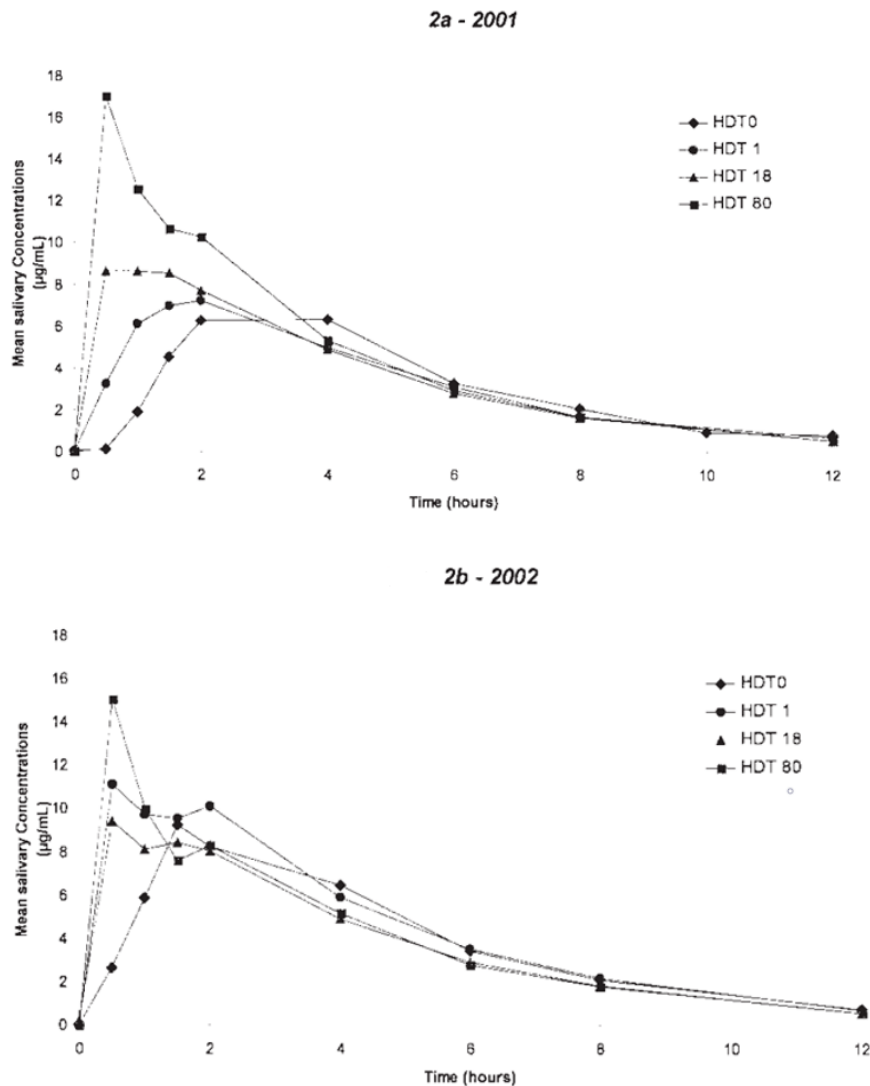 2a - 2001
18
16
14
12
10
8
6
4
2
0
Mean salivary Concentrations
(µg/mL)
HDT0
HDT 1
HDT 18
HDT 80
0 2 4 6 8 10 12
Time (hours)
2b - 2002
18
16
14
12
10
8
6
4
2
0
Mean salivary Concentrations
(µg/mL)
HDT0
HDT 1
HDT 18
HDT 80
0 2 4 6 8 10 12
Time (hours)